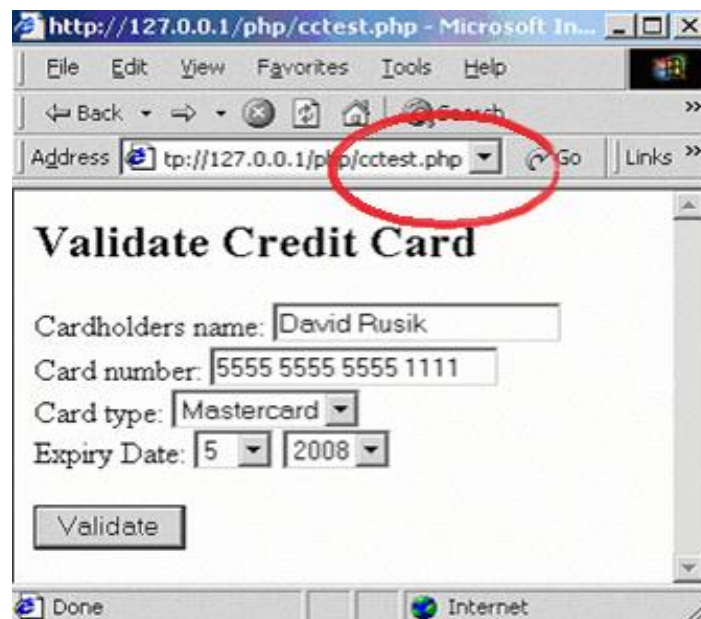 http://127.0.0.1/php/cctest.php - Microsoft In...
File Edit View Favorites Tools Help
Back Search »
Address tp://127.0.0.1/php/cctest.php Go Links »
Validate Credit Card
Cardholders name: David Rusik
Card number: 5555 5555 5555 1111
Card type: Mastercard
Expiry Date: 5 2008
Validate
Done Internet